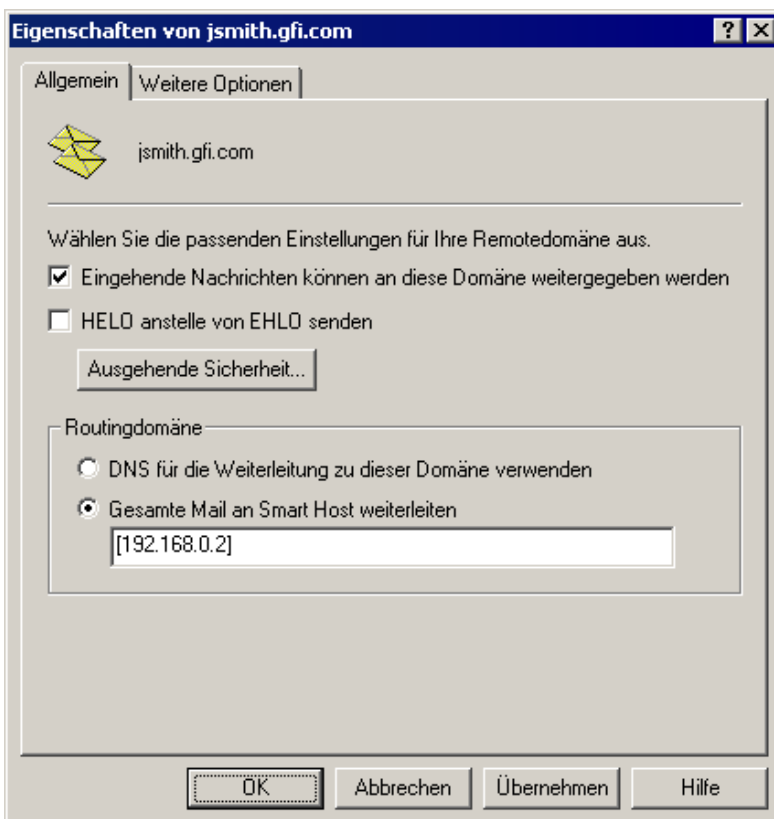 Eigenschaften von jsmith.gfi.com
Allgemein
Weitere Optionen
jsmith.gfi.com
Wählen Sie die passenden Einstellungen für Ihre Remotedomäne aus.
Eingehende Nachrichten können an diese Domäne weitergegeben werden
HELO anstelle von EHLO senden
Ausgehende Sicherheit...
Routingdomäne
DNS für die Weiterleitung zu dieser Domäne verwenden
Gesamte Mail an Smart Host weiterleiten
[192.168.0.2]
OK
Abbrechen
Übernehmen
Hilfe